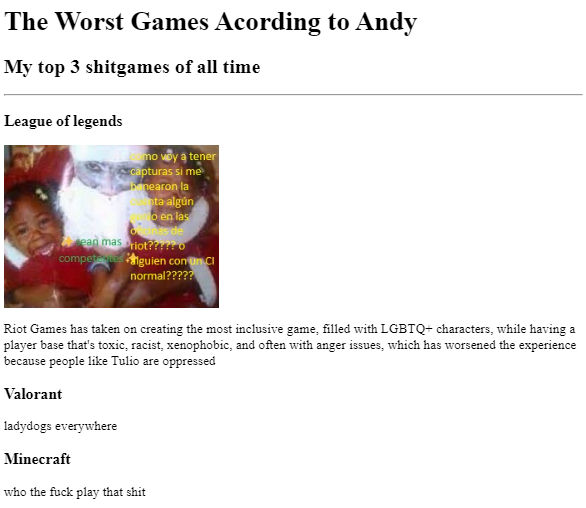 The Worst Games Acording to Andy
My top 3 shitgames of all time
League of legends
como voy a tener
capturas si me
banearon la
cuenta algún
gusto en las
oficinas de
riot????? o
alguien con un CI
normal?????
sean mas
competentes
Riot Games has taken on creating the most inclusive game, filled with LGBTQ+ characters, while having a
player base that's toxic, racist, xenophobic, and often with anger issues, which has worsened the experience
because people like Tulio are oppressed
Valorant
ladydogs everywhere
Minecraft
who the fuck play that shit